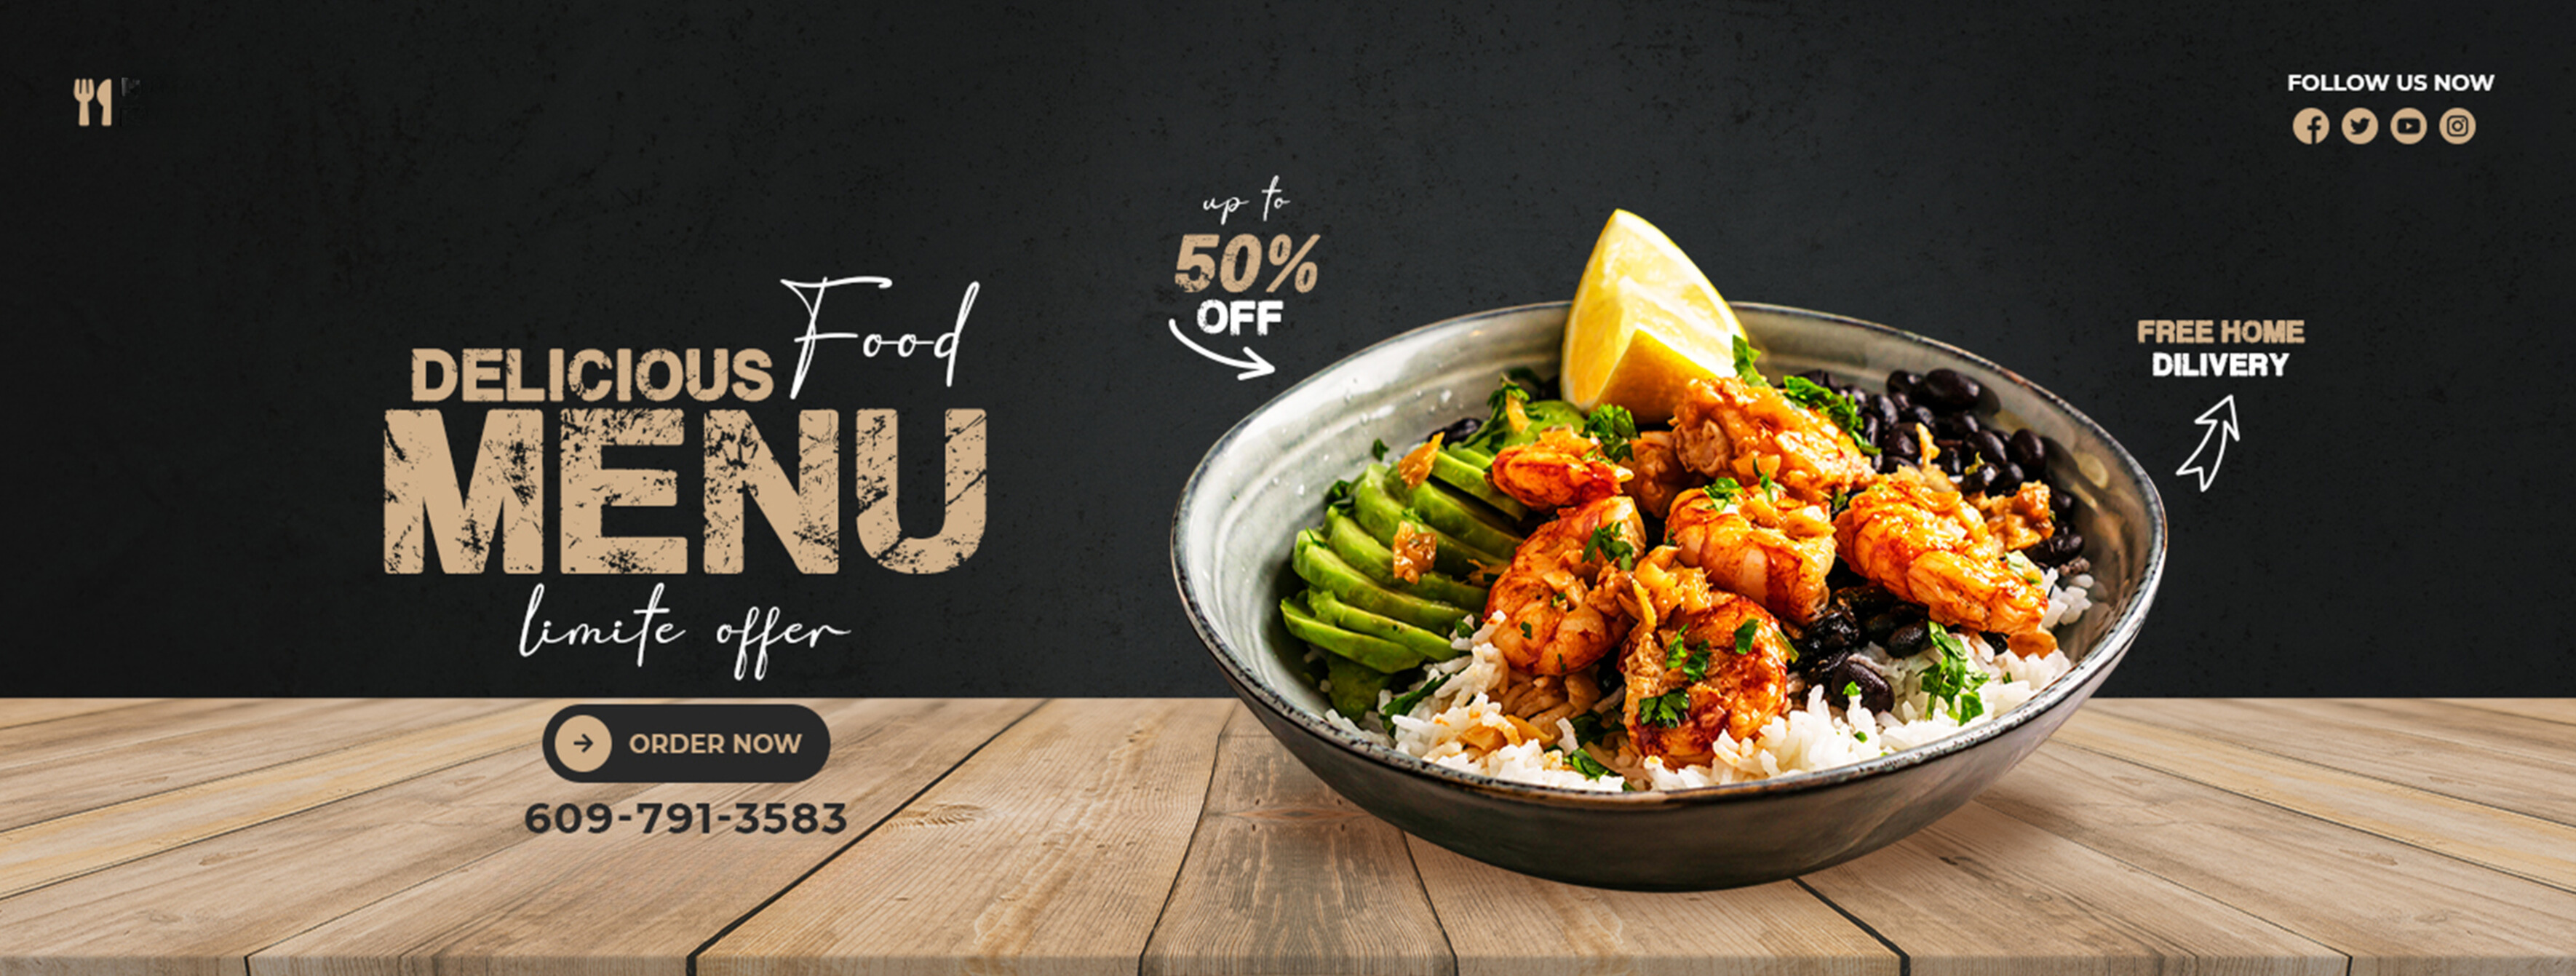 FOLLOW US NOW
up to
50%
OFF
Food
DELICIOUS
MENU
limite offer
FREE HOME
DILIVERY
ORDER NOW
609-791-3583